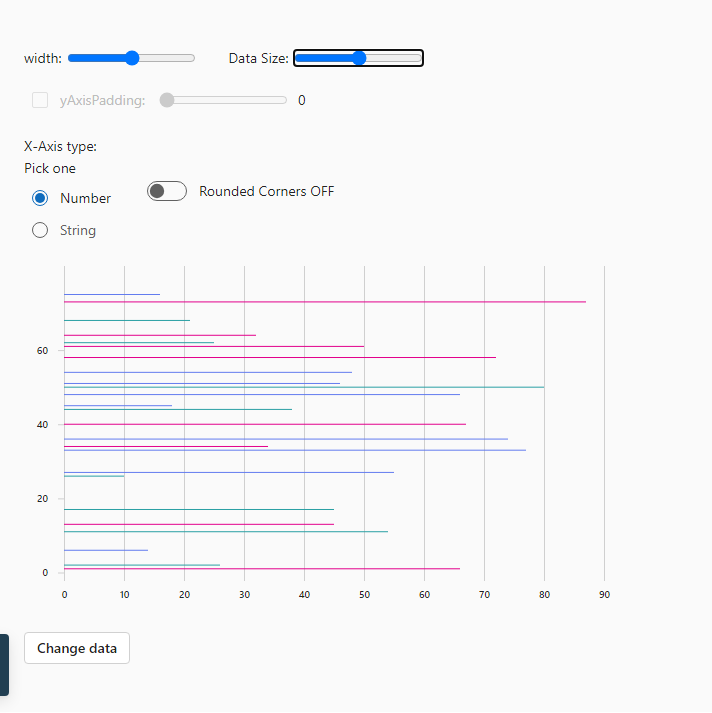 width: Data Size:
yAxisPadding: 0
X-Axis type:
Pick one
Number Rounded Corners OFF
String
60
40
20
0
0 10 20 30 40 50 60 70 80 90
Change data